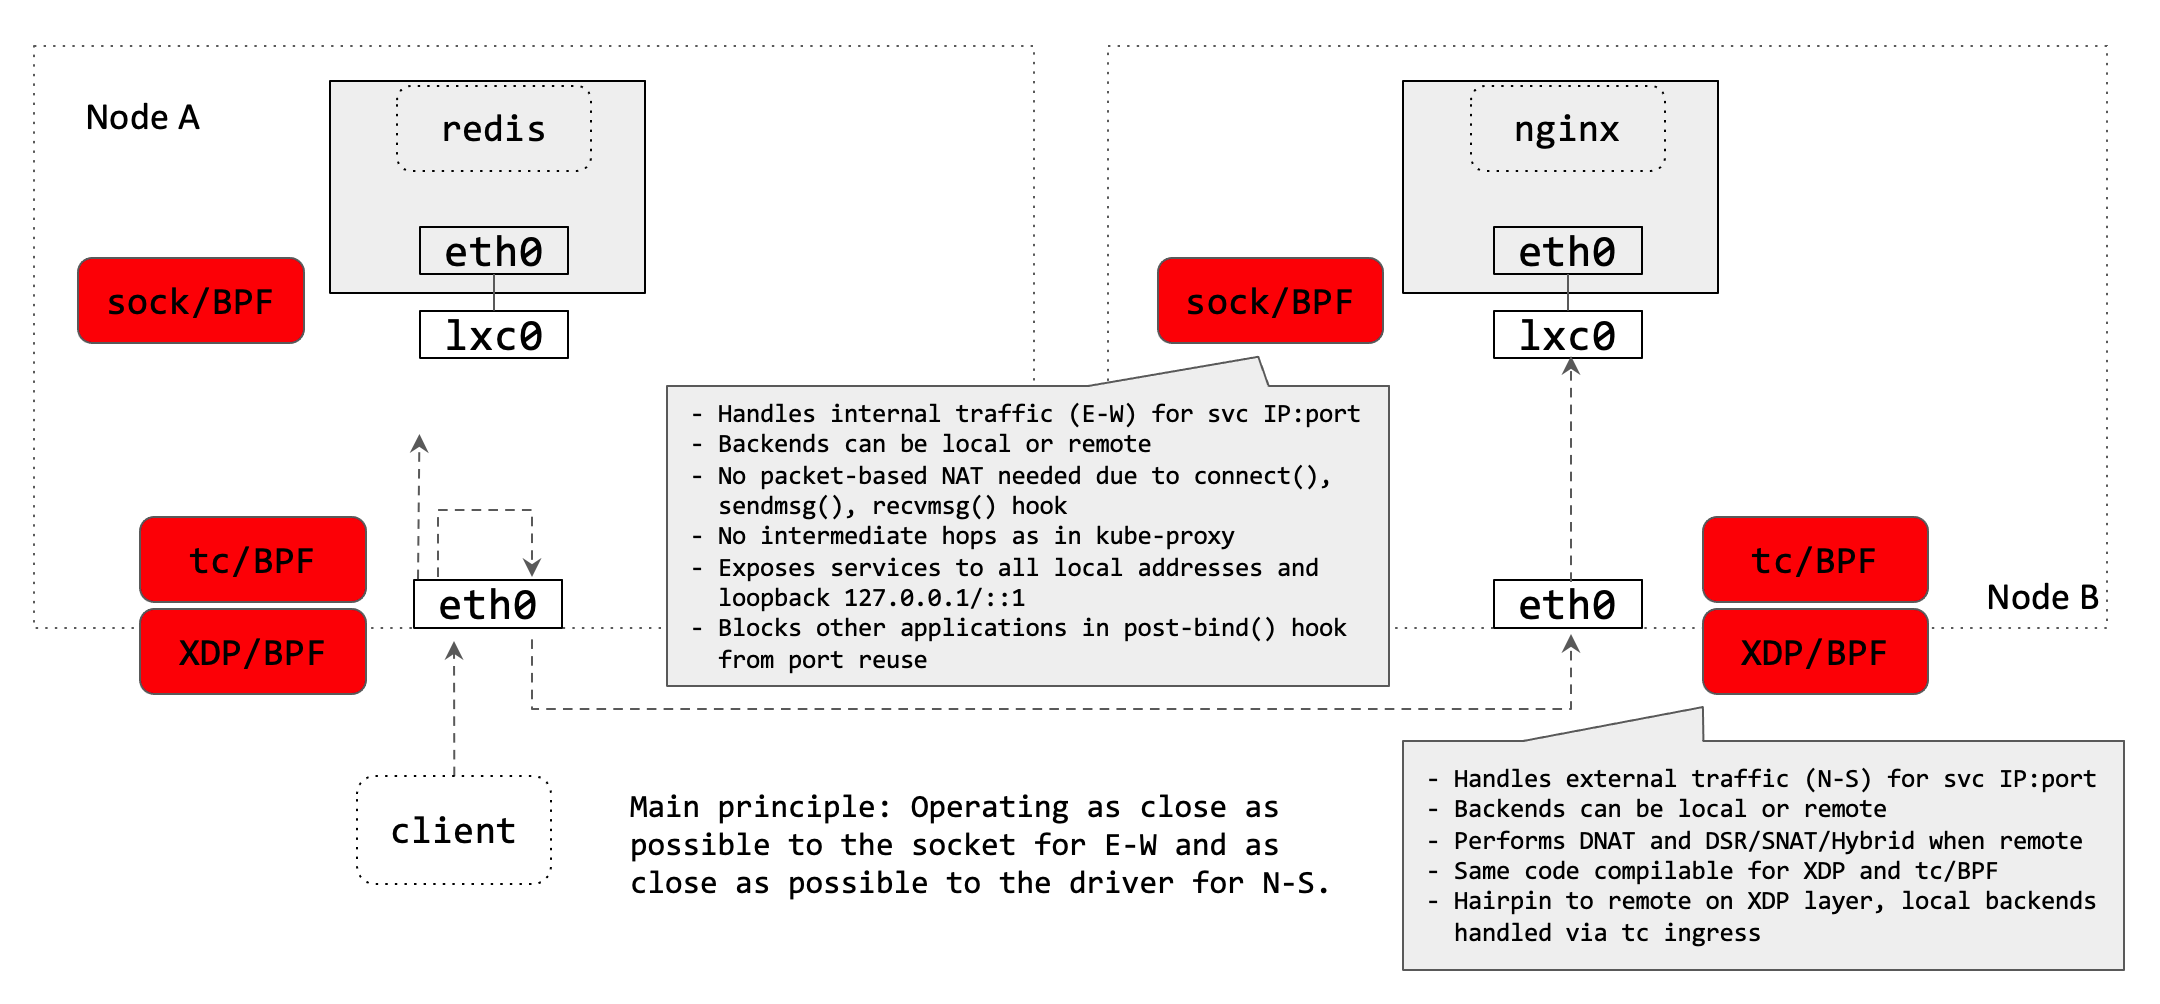 Node A
redis
eth0
lxc0
sock/BPF
tc/BPF
XDP/BPF
eth0
client
nginx
eth0
lxc0
sock/BPF
- Handles internal traffic (E-W) for svc IP:port
- Backends can be local or remote
- No packet-based NAT needed due to connect(),
sendmsg(), recvmsg() hook
- No intermediate hops as in kube-proxy
- Exposes services to all local addresses and
loopback 127.0.0.1/::1
- Blocks other applications in post-bind() hook
from port reuse
eth0
tc/BPF
XDP/BPF
Node B
Main principle: Operating as close as
possible to the socket for E-W and as
close as possible to the driver for N-S.
- Handles external traffic (N-S) for svc IP:port
- Backends can be local or remote
- Performs DNAT and DSR/SNAT/Hybrid when remote
- Same code compilable for XDP and tc/BPF
- Hairpin to remote on XDP layer, local backends
handled via tc ingress